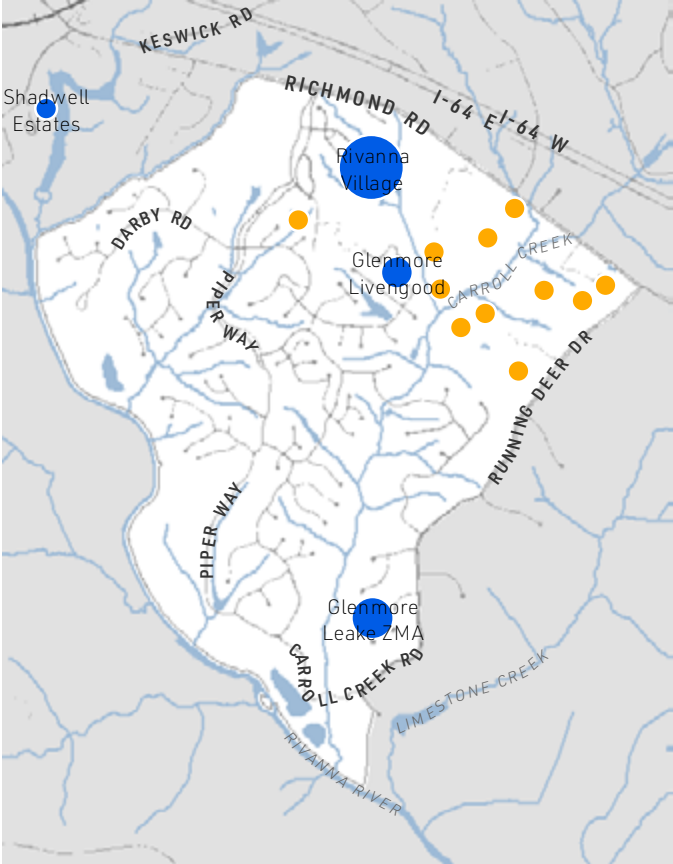 KESWICK RD
RICHMOND RD
I-64 E
I-64 W
Shadwell
Estates
Rivanna
Village
DARBY RD
CARROLL CREEK
Glenmore
Livengood
PIPER WAY
RUNNING DEER DR
PIPER WAY
Glenmore
Leake ZMA
CARROLL CREEK RD
LIMESTONE CREEK
RIVANNA RIVER